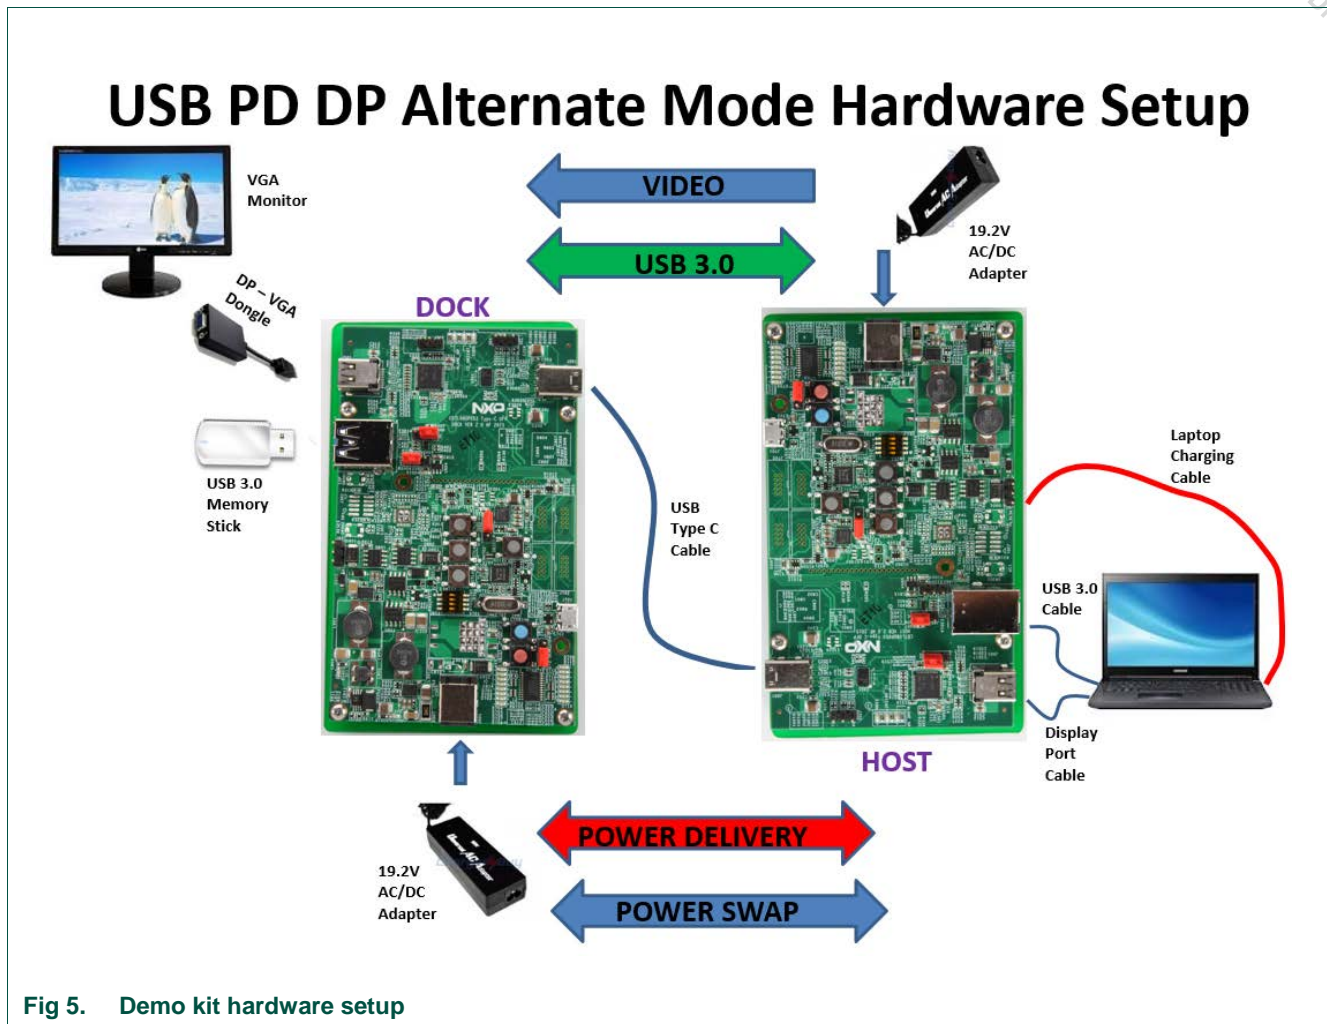 USB PD DP Alternate Mode Hardware Setup
VGA
Monitor
VIDEO
19.2V
AC/DC
Adapter
USB 3.0
DP – VGA
Dongle
DOCK
NXP
USB 3.0
Memory
Stick
USB
Type C
Cable
Laptop
Charging
Cable
USB 3.0
Cable
NXP
Display
Port
Cable
HOST
19.2V
AC/DC
Adapter
POWER DELIVERY
POWER SWAP
Fig 5. Demo kit hardware setup